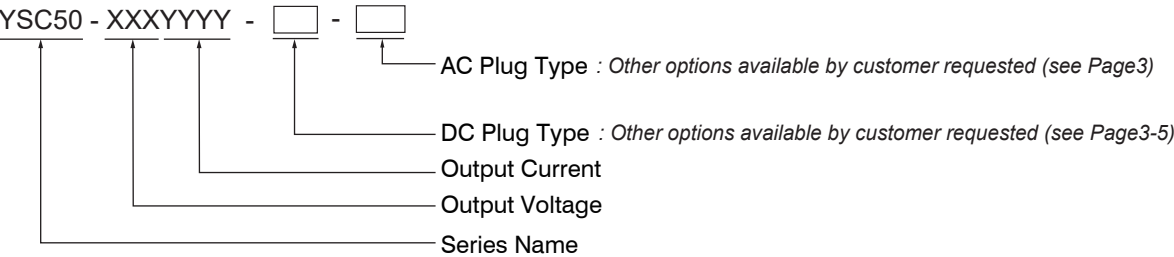 YSC50 - XXXYYYY - -
AC Plug Type : Other options available by customer requested (see Page3)
DC Plug Type : Other options available by customer requested (see Page3-5)
Output Current
Output Voltage
Series Name